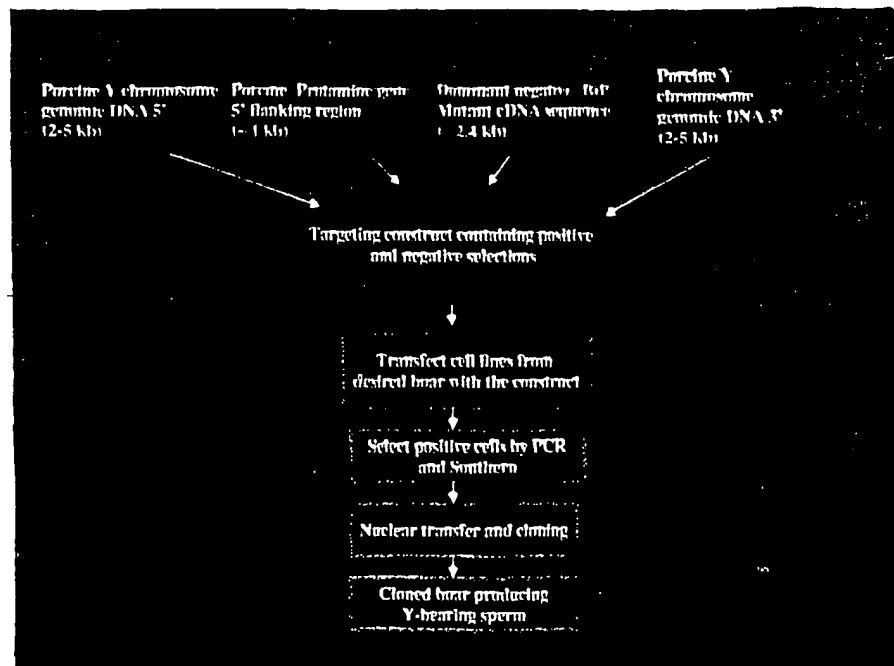 Porcine Y chromosome
genomic DNA 5'
(2-5 kb)
Porcine Protamine gene
5' flanking region
(~ 1 kb)
Dominant negative
Mutant cDNA sequence
2.4 kb)
Porcine Y
chromosome
genomic DNA 3'
(2-5 kb)
Targeting construct containing positive
and negative selections
Transfect cell lines from
desired boar with the construct
Select positive cells by PCR
and Southern
Nuclear transfer and cloning
Cloned boar producing
Y-bearing sperm